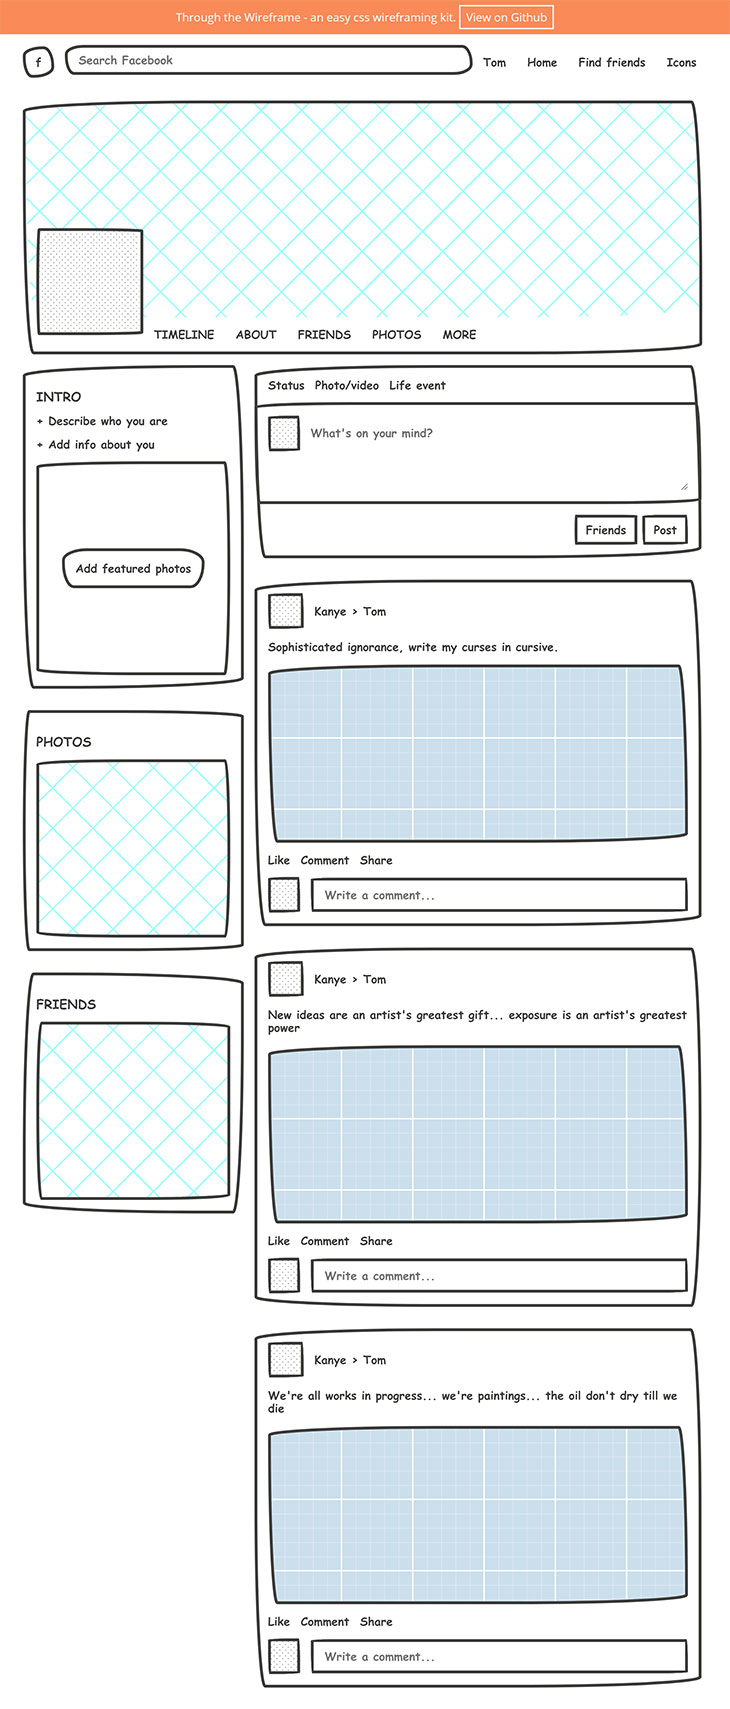 Through the Wireframe - an easy css wireframing kit. View on Github
f Search Facebook Tom Home Find friends Icons
TIMELINE ABOUT FRIENDS PHOTOS MORE
INTRO
+ Describe who you are
+ Add info about you
Add featured photos
PHOTOS
FRIENDS
Status Photo/video Life event
What's on your mind?
Friends Post
Kanye > Tom
Sophisticated ignorance, write my curses in cursive.
Like Comment Share
Write a comment...
Kanye > Tom
New ideas are an artist's greatest gift... exposure is an artist's greatest
power
Like Comment Share
Write a comment...
Kanye > Tom
We're all works in progress... we're paintings... the oil don't dry till we
die
Like Comment Share
Write a comment...